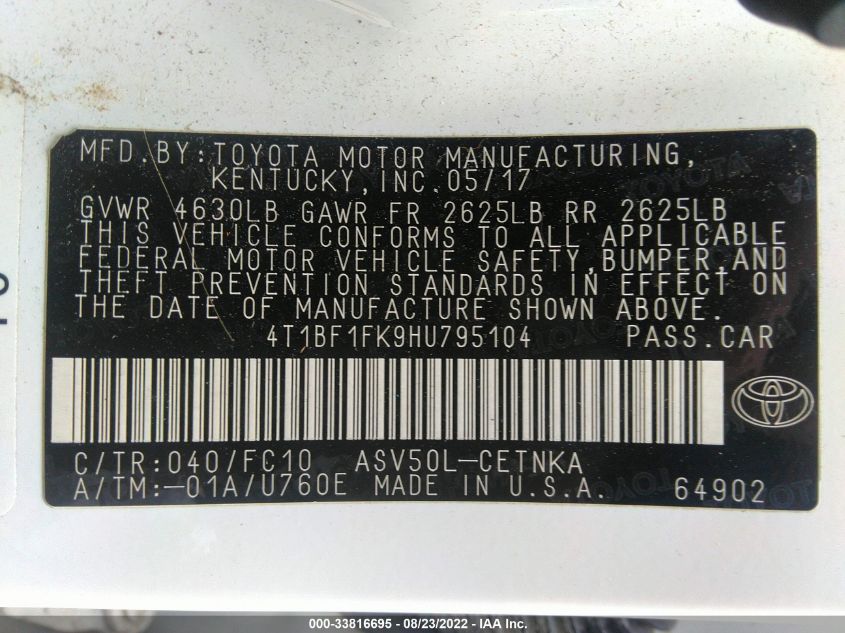 MFD.BY:TOYOTA MOTOR MANUFACTURING,
KENTUCKY,INC.05/17
GVWR 4630LB GAWR FR 2625LB RR 2625LB
THIS VEHICLE CONFORMS TO ALL APPLICABLE
FEDERAL MOTOR VEHICLE SAFETY,BUMPER,AND
THEFT PREVENTION STANDARDS IN EFFECT ON
THE DATE OF MANUFACTURE SHOWN ABOVE.
4T1BF1FK9HU795104 PASS.CAR
C/TR:040/FC10 ASV50L-CETNKA
A/TM:-01A/U760E MADE IN U.S.A. 64902
000-33816695 - 08/23/2022 - IAA Inc.